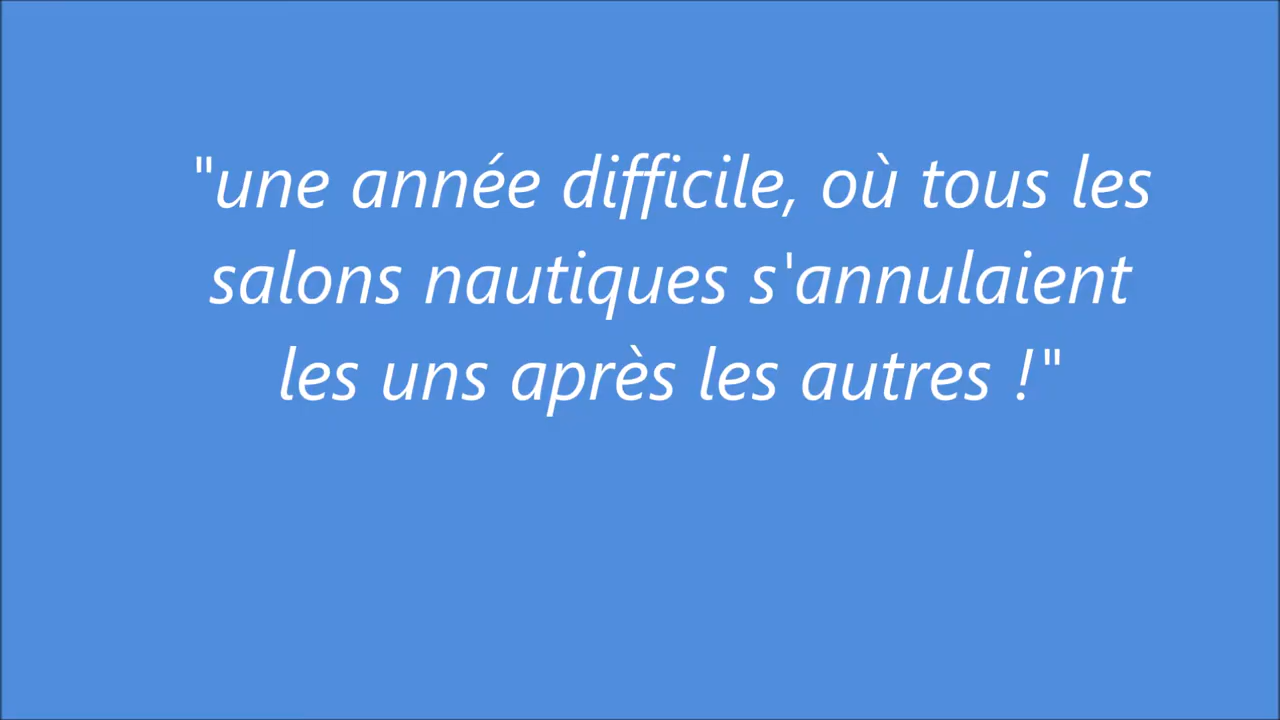 "une année difficile, où tous les
salons nautiques s'annulaient
les uns après les autres !"